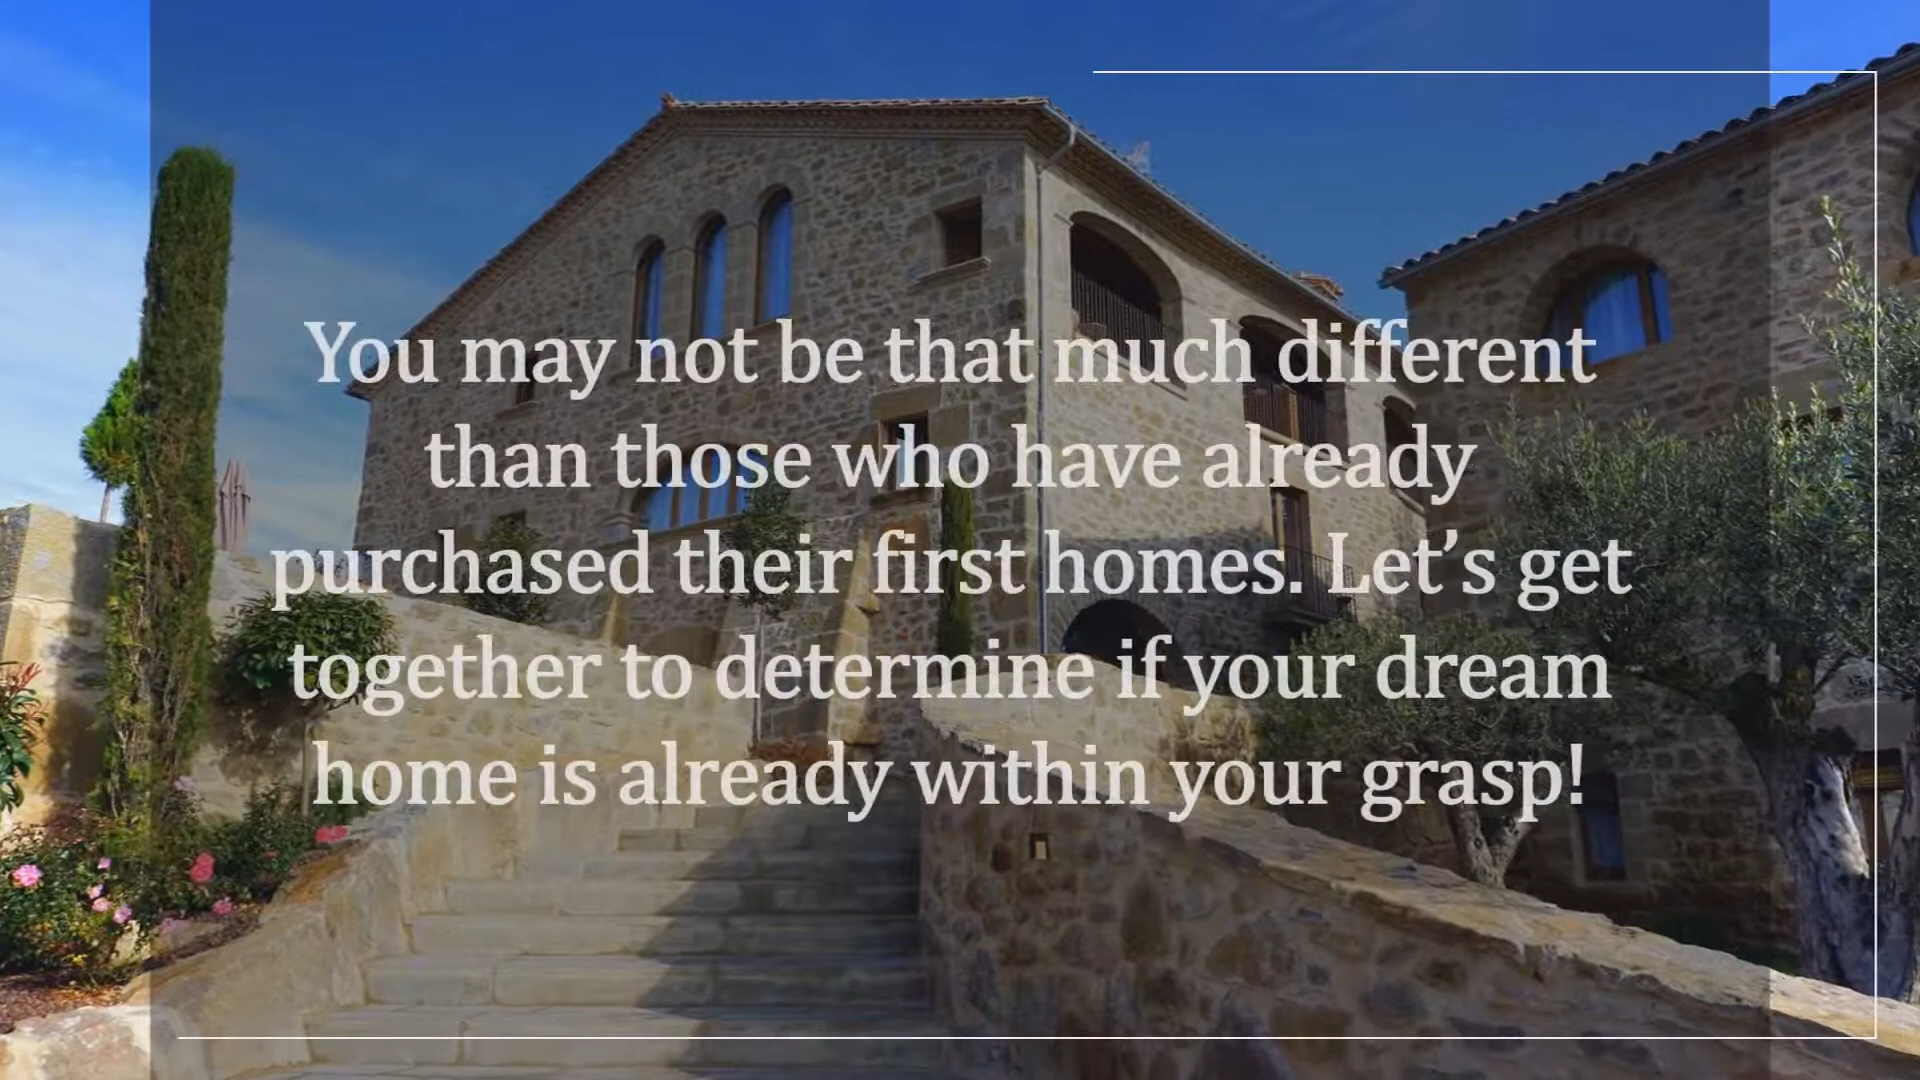 You may not be that much different
than those who have already
purchased their first homes. Let’s get
together to determine if your dream
home is already within your grasp!